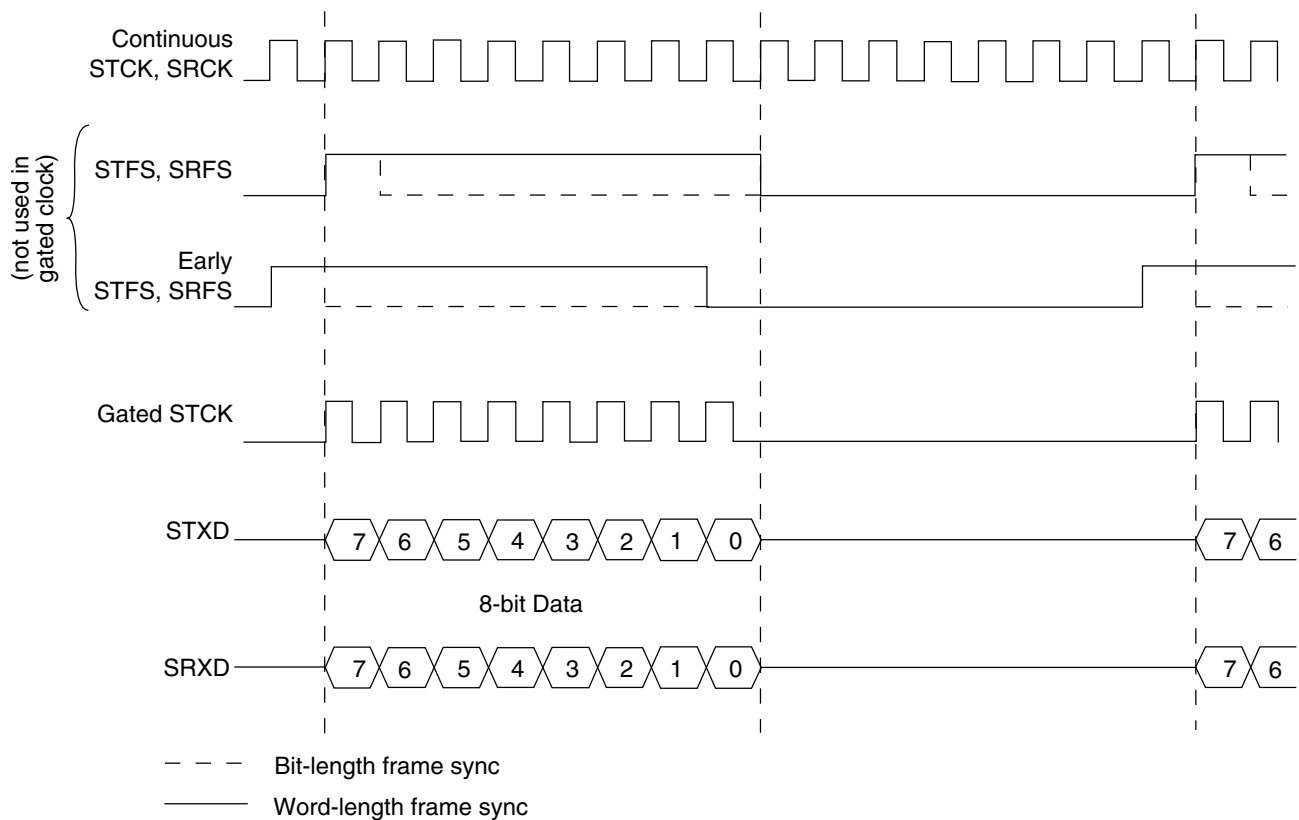 Continuous
STCK, SRCK
(not used in
gated clock)
STFS, SRFS
Early
STFS, SRFS
Gated STCK
STXD
7 6 5 4 3 2 1 0 7 6
8-bit Data
SRXD
7 6 5 4 3 2 1 0 7 6
Bit-length frame sync
Word-length frame sync